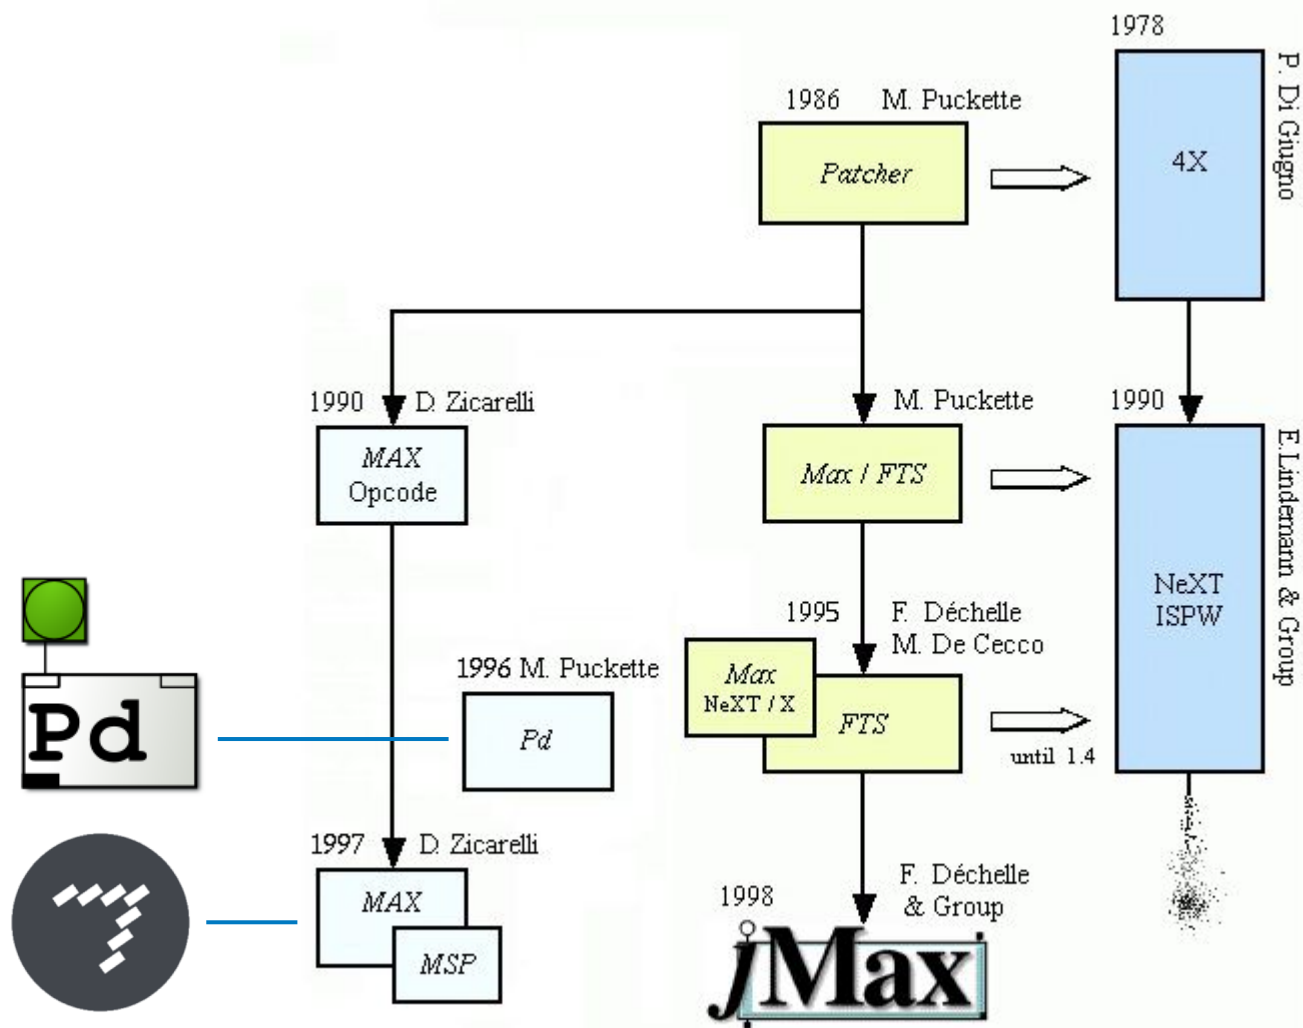 1978
P. Di Giugno
1986 M. Puckette
Patcher
4X
1990 D. Zicarelli
M. Puckette
1990
MAX
Opcode
Max / FTS
E.Lindemann & Group
NeXT
ISPW
1995 F. Déchelle
M. De Cecco
Max
NeXT / X
FTS
until 1.4
1996 M. Puckette
Pd
Pd
1997 D. Zicarelli
MAX
MSP
F. Déchelle
& Group
1998
jMax